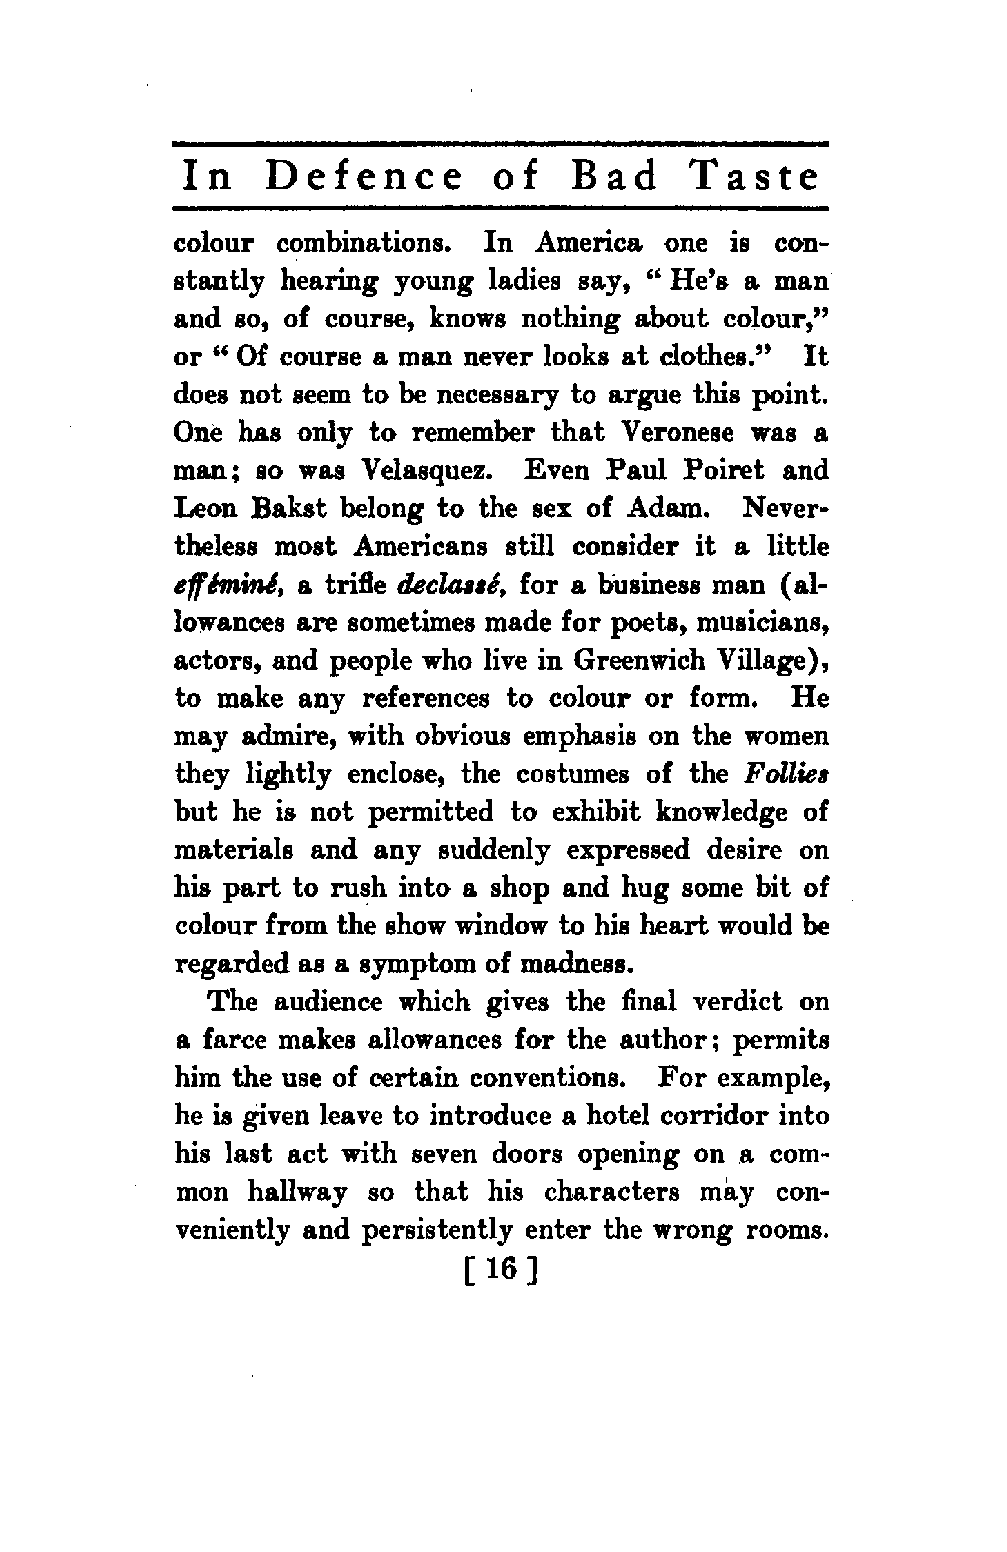 In Defence of Bad Taste
colour combinations. In America one is con-
stantly hearing young ladies say, “ He’s a man
and so, of course, knows nothing about colour,”
or “ Of course a man never looks at clothes.” It
does not seem to be necessary to argue this point.
One has only to remember that Veronese was a
man; so was Velasquez. Even Paul Poiret and
Leon Bakst belong to the sex of Adam. Never-
theless most Americans still consider it a little
efféminé, a trifle declassé, for a business man (al-
lowances are sometimes made for poets, musicians,
actors, and people who live in Greenwich Village),
to make any references to colour or form. He
may admire, with obvious emphasis on the women
they lightly enclose, the costumes of the Follies
but he is not permitted to exhibit knowledge of
materials and any suddenly expressed desire on
his part to rush into a shop and hug some bit of
colour from the show window to his heart would be
regarded as a symptom of madness.
The audience which gives the final verdict on
a farce makes allowances for the author; permits
him the use of certain conventions. For example,
he is given leave to introduce a hotel corridor into
his last act with seven doors opening on a com-
mon hallway so that his characters may con-
veniently and persistently enter the wrong rooms.
[ 16 ]